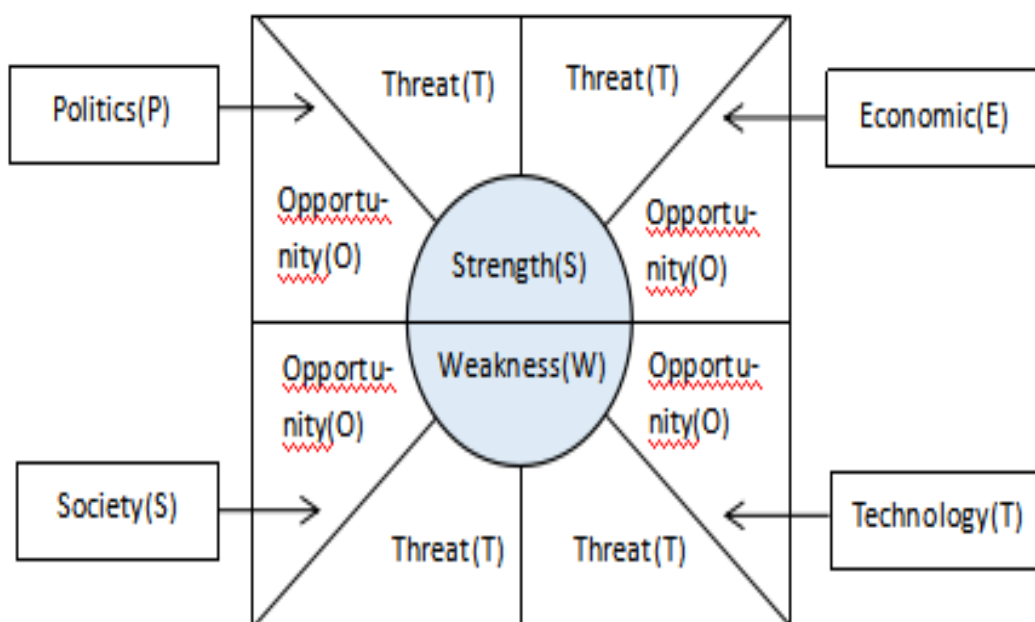 Threat(T)
Threat(T)
Politics(P)
Economic(E)
Opportu-
nity(O)
Opportu-
nity(O)
Strength(S)
Opportu-
nity(O)
Weakness(W)
Opportu-
nity(O)
Society(S)
Technology(T)
Threat(T)
Threat(T)